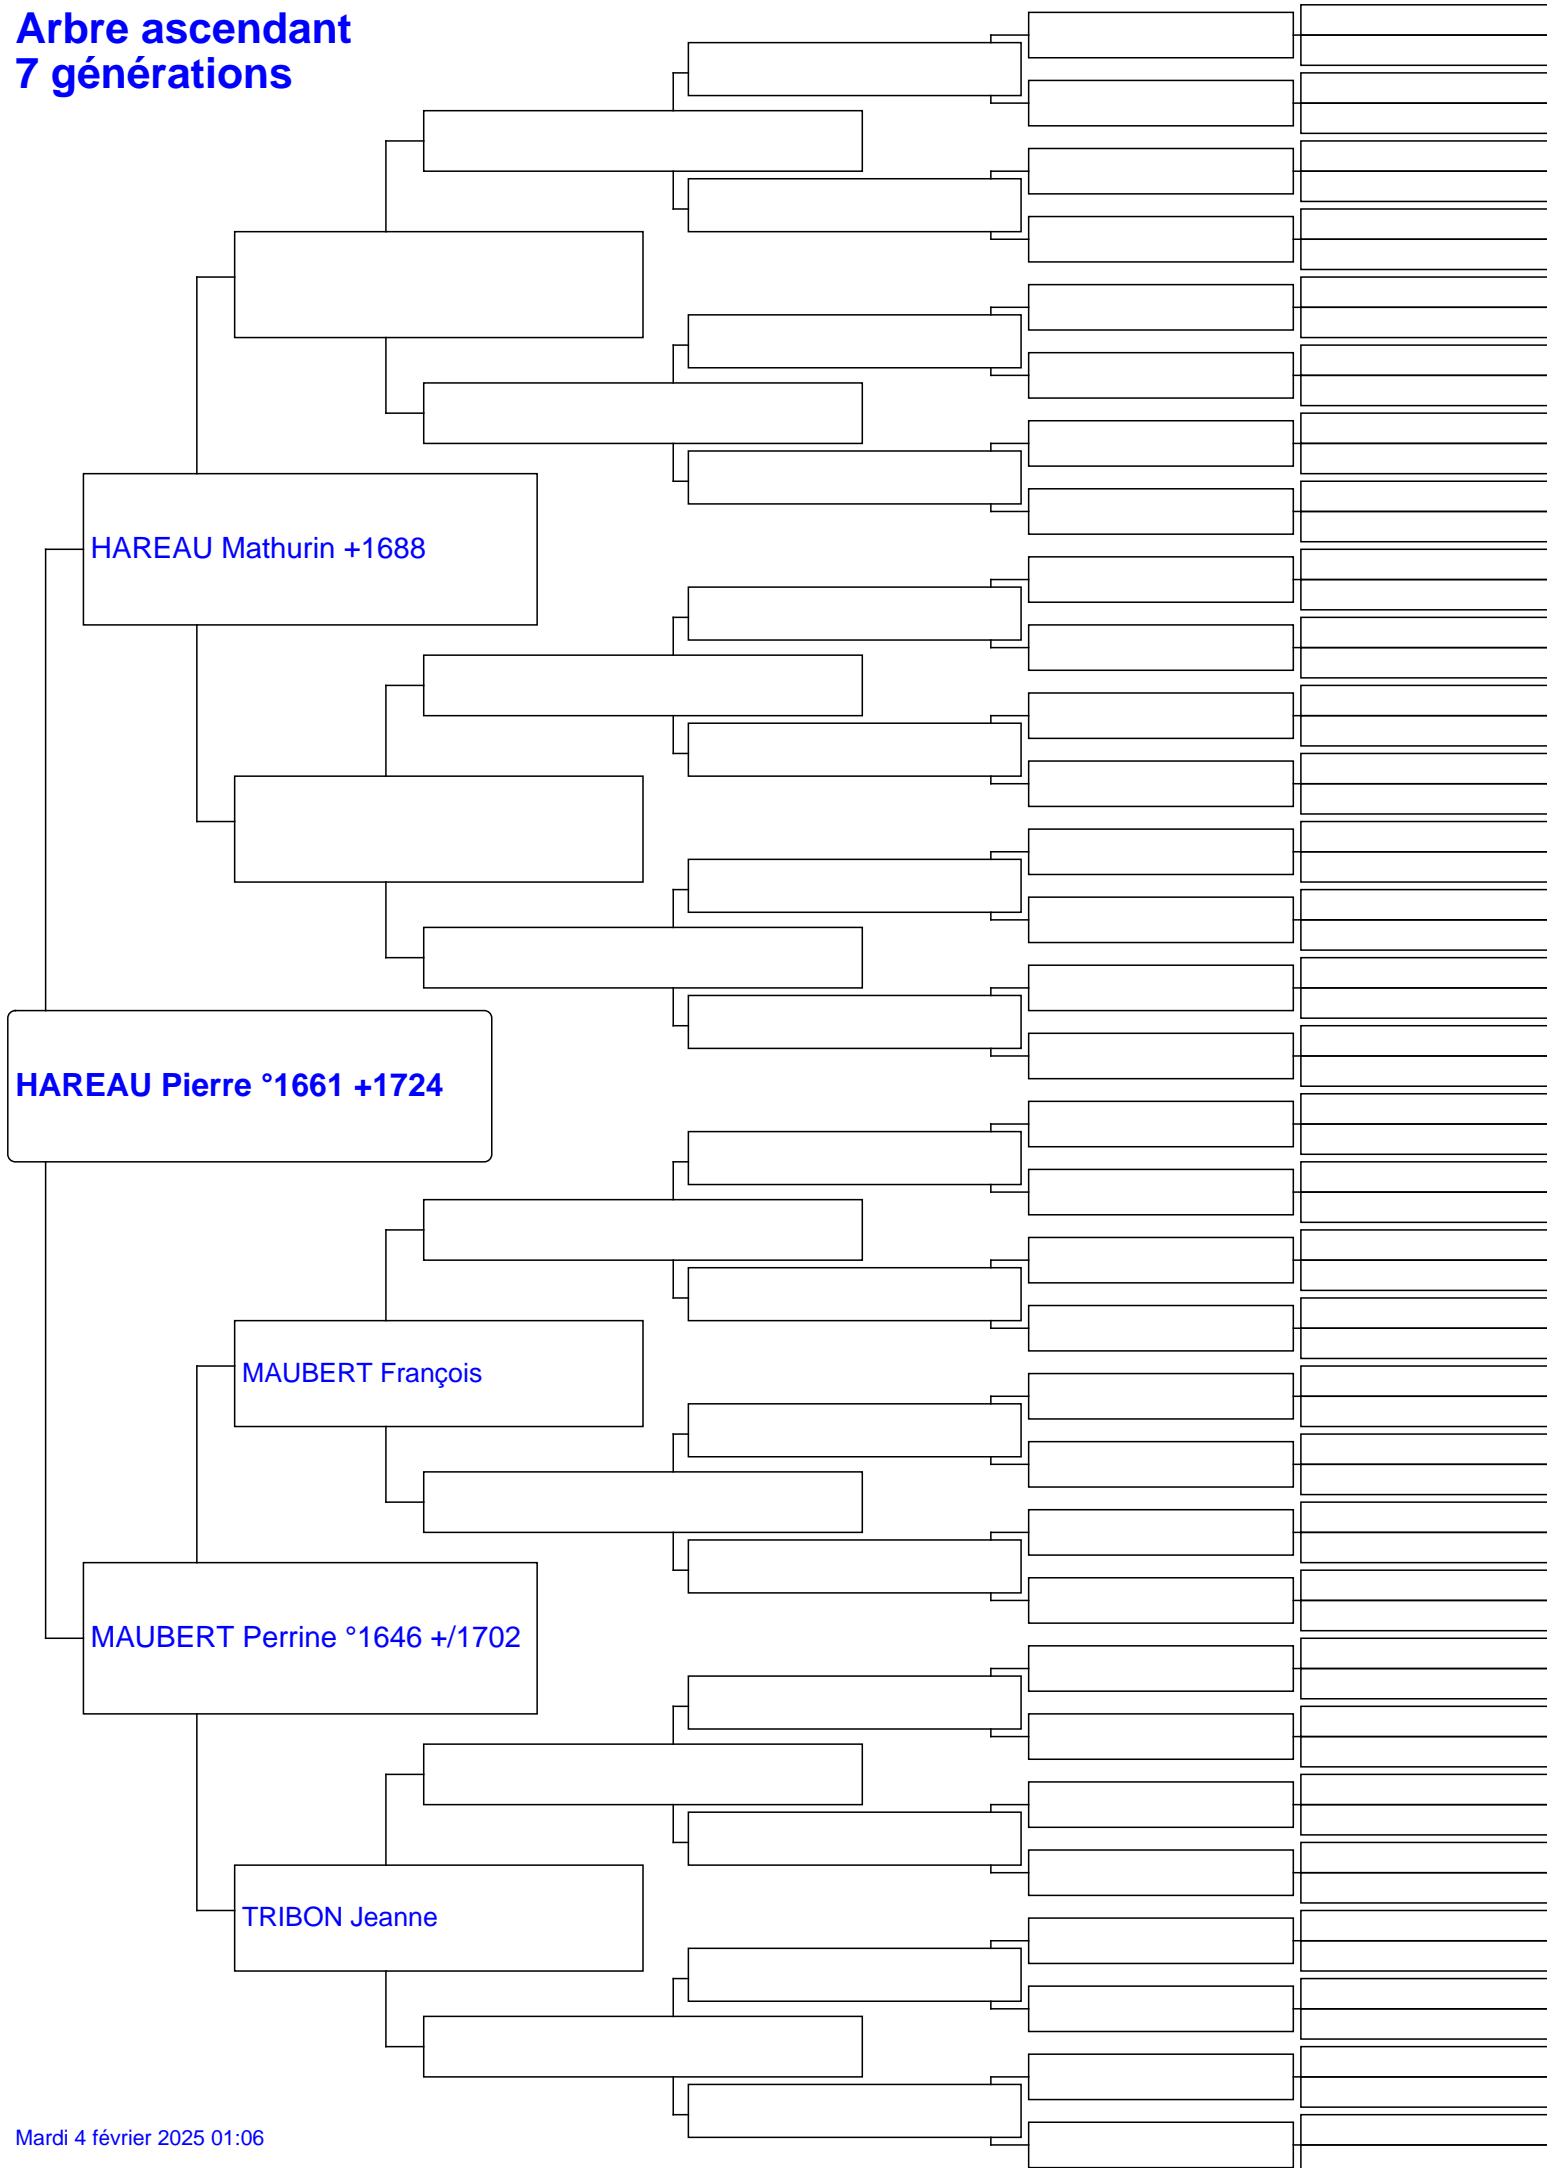 Arbre ascendant
7 générations
HAREAU Mathurin +1688
HAREAU Pierre °1661 +1724
MAUBERT François
MAUBERT Perrine °1646 +/1702
TRIBON Jeanne
Mardi 4 février 2025 01:06